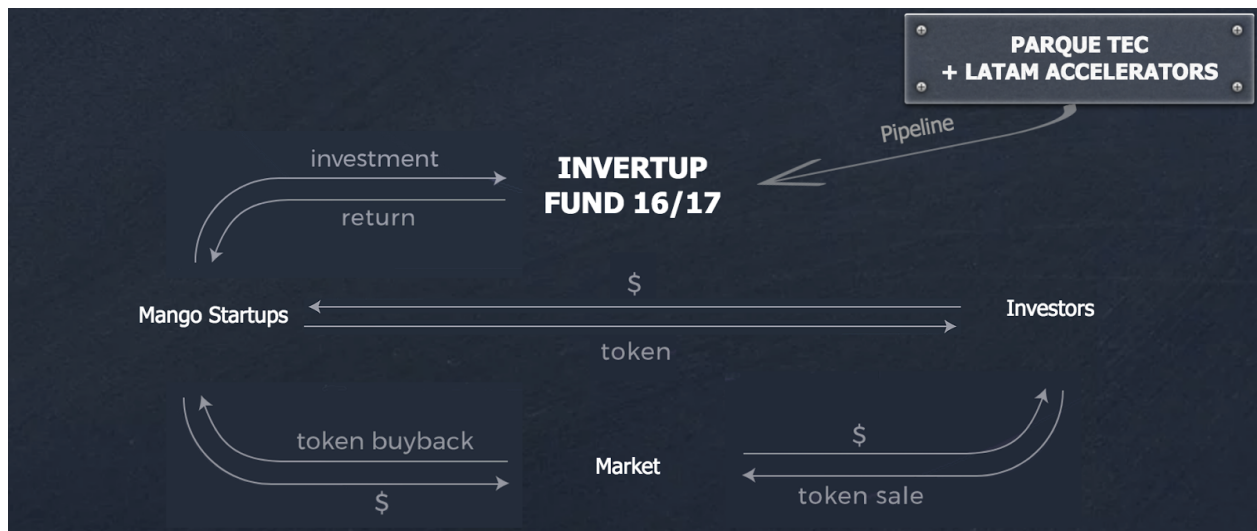 PARQUE TEC
+ LATAM ACCELERATORS
Pipeline
investment
INVERTUP
FUND 16/17
return
$
Mango Startups
Investors
token
token buyback
$
Market
$
token sale